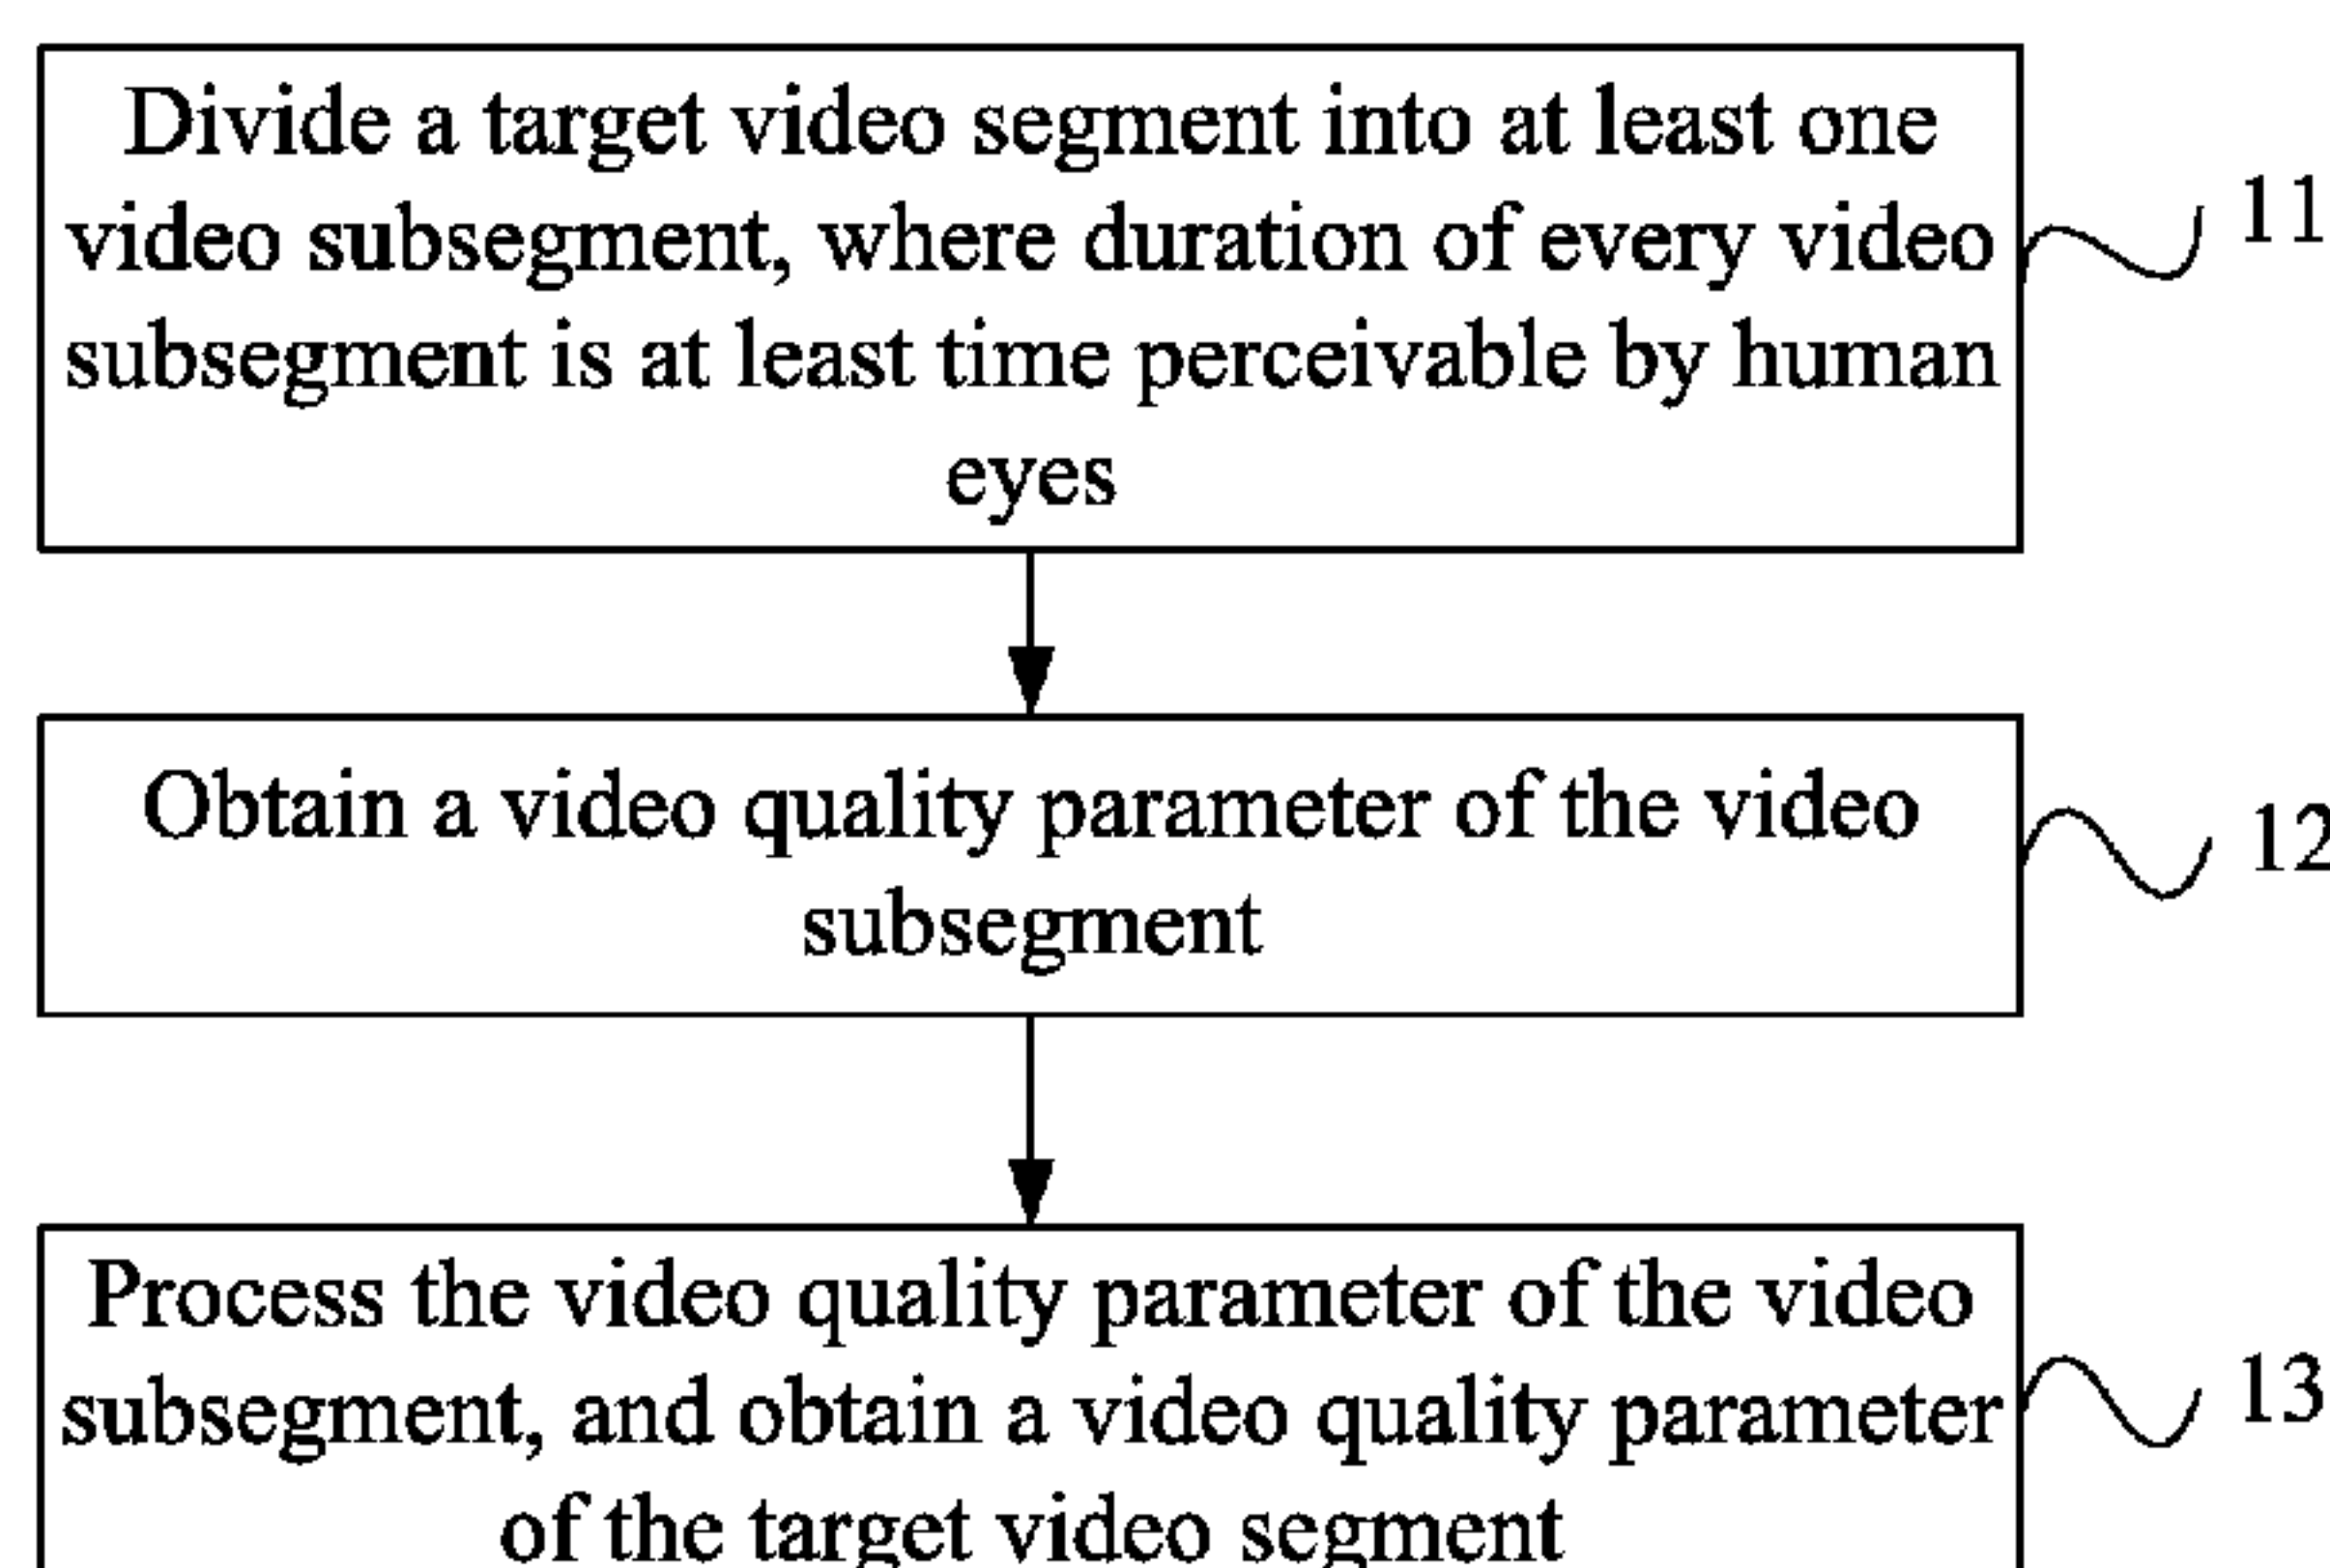 Divide a target video segment into at least one
video subsegment, where duration of every video
subsegment is at least time perceivable by human
eyes
11
Obtain a video quality parameter of the video
subsegment
12
Process the video quality parameter of the video
subsegment, and obtain a video quality parameter
of the target video segment
13